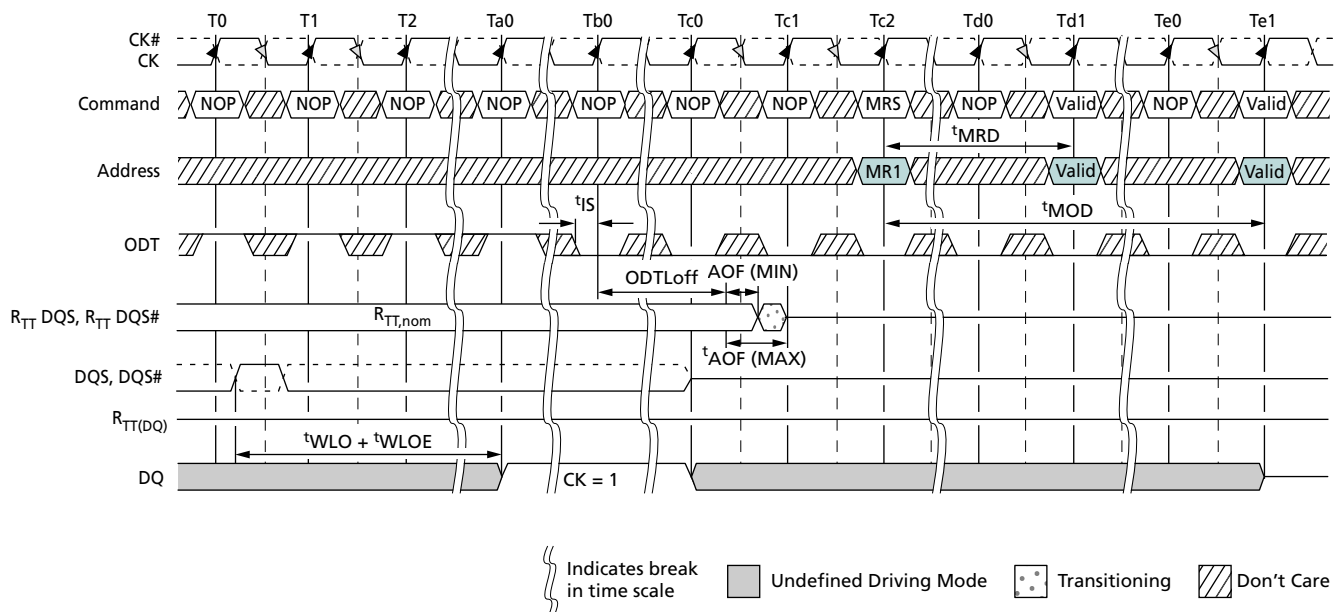 T0 T1 T2 Ta0 Tb0 Tc0 Tc1 Tc2 Td0 Td1 Te0 Te1
CK#
CK
Command NOP NOP NOP NOP NOP NOP NOP MRS NOP Valid NOP Valid
tMRD
Address MR1 Valid Valid
tIS
tMOD
ODT
ODTLoff AOF (MIN)
RTT DQS, RTT DQS# RTT,nom
tAOF (MAX)
DQS, DQS#
RTT(DQ)
tWLO + tWLOE
DQ CK = 1
Indicates break
in time scale
Undefined Driving Mode Transitioning Don't Care